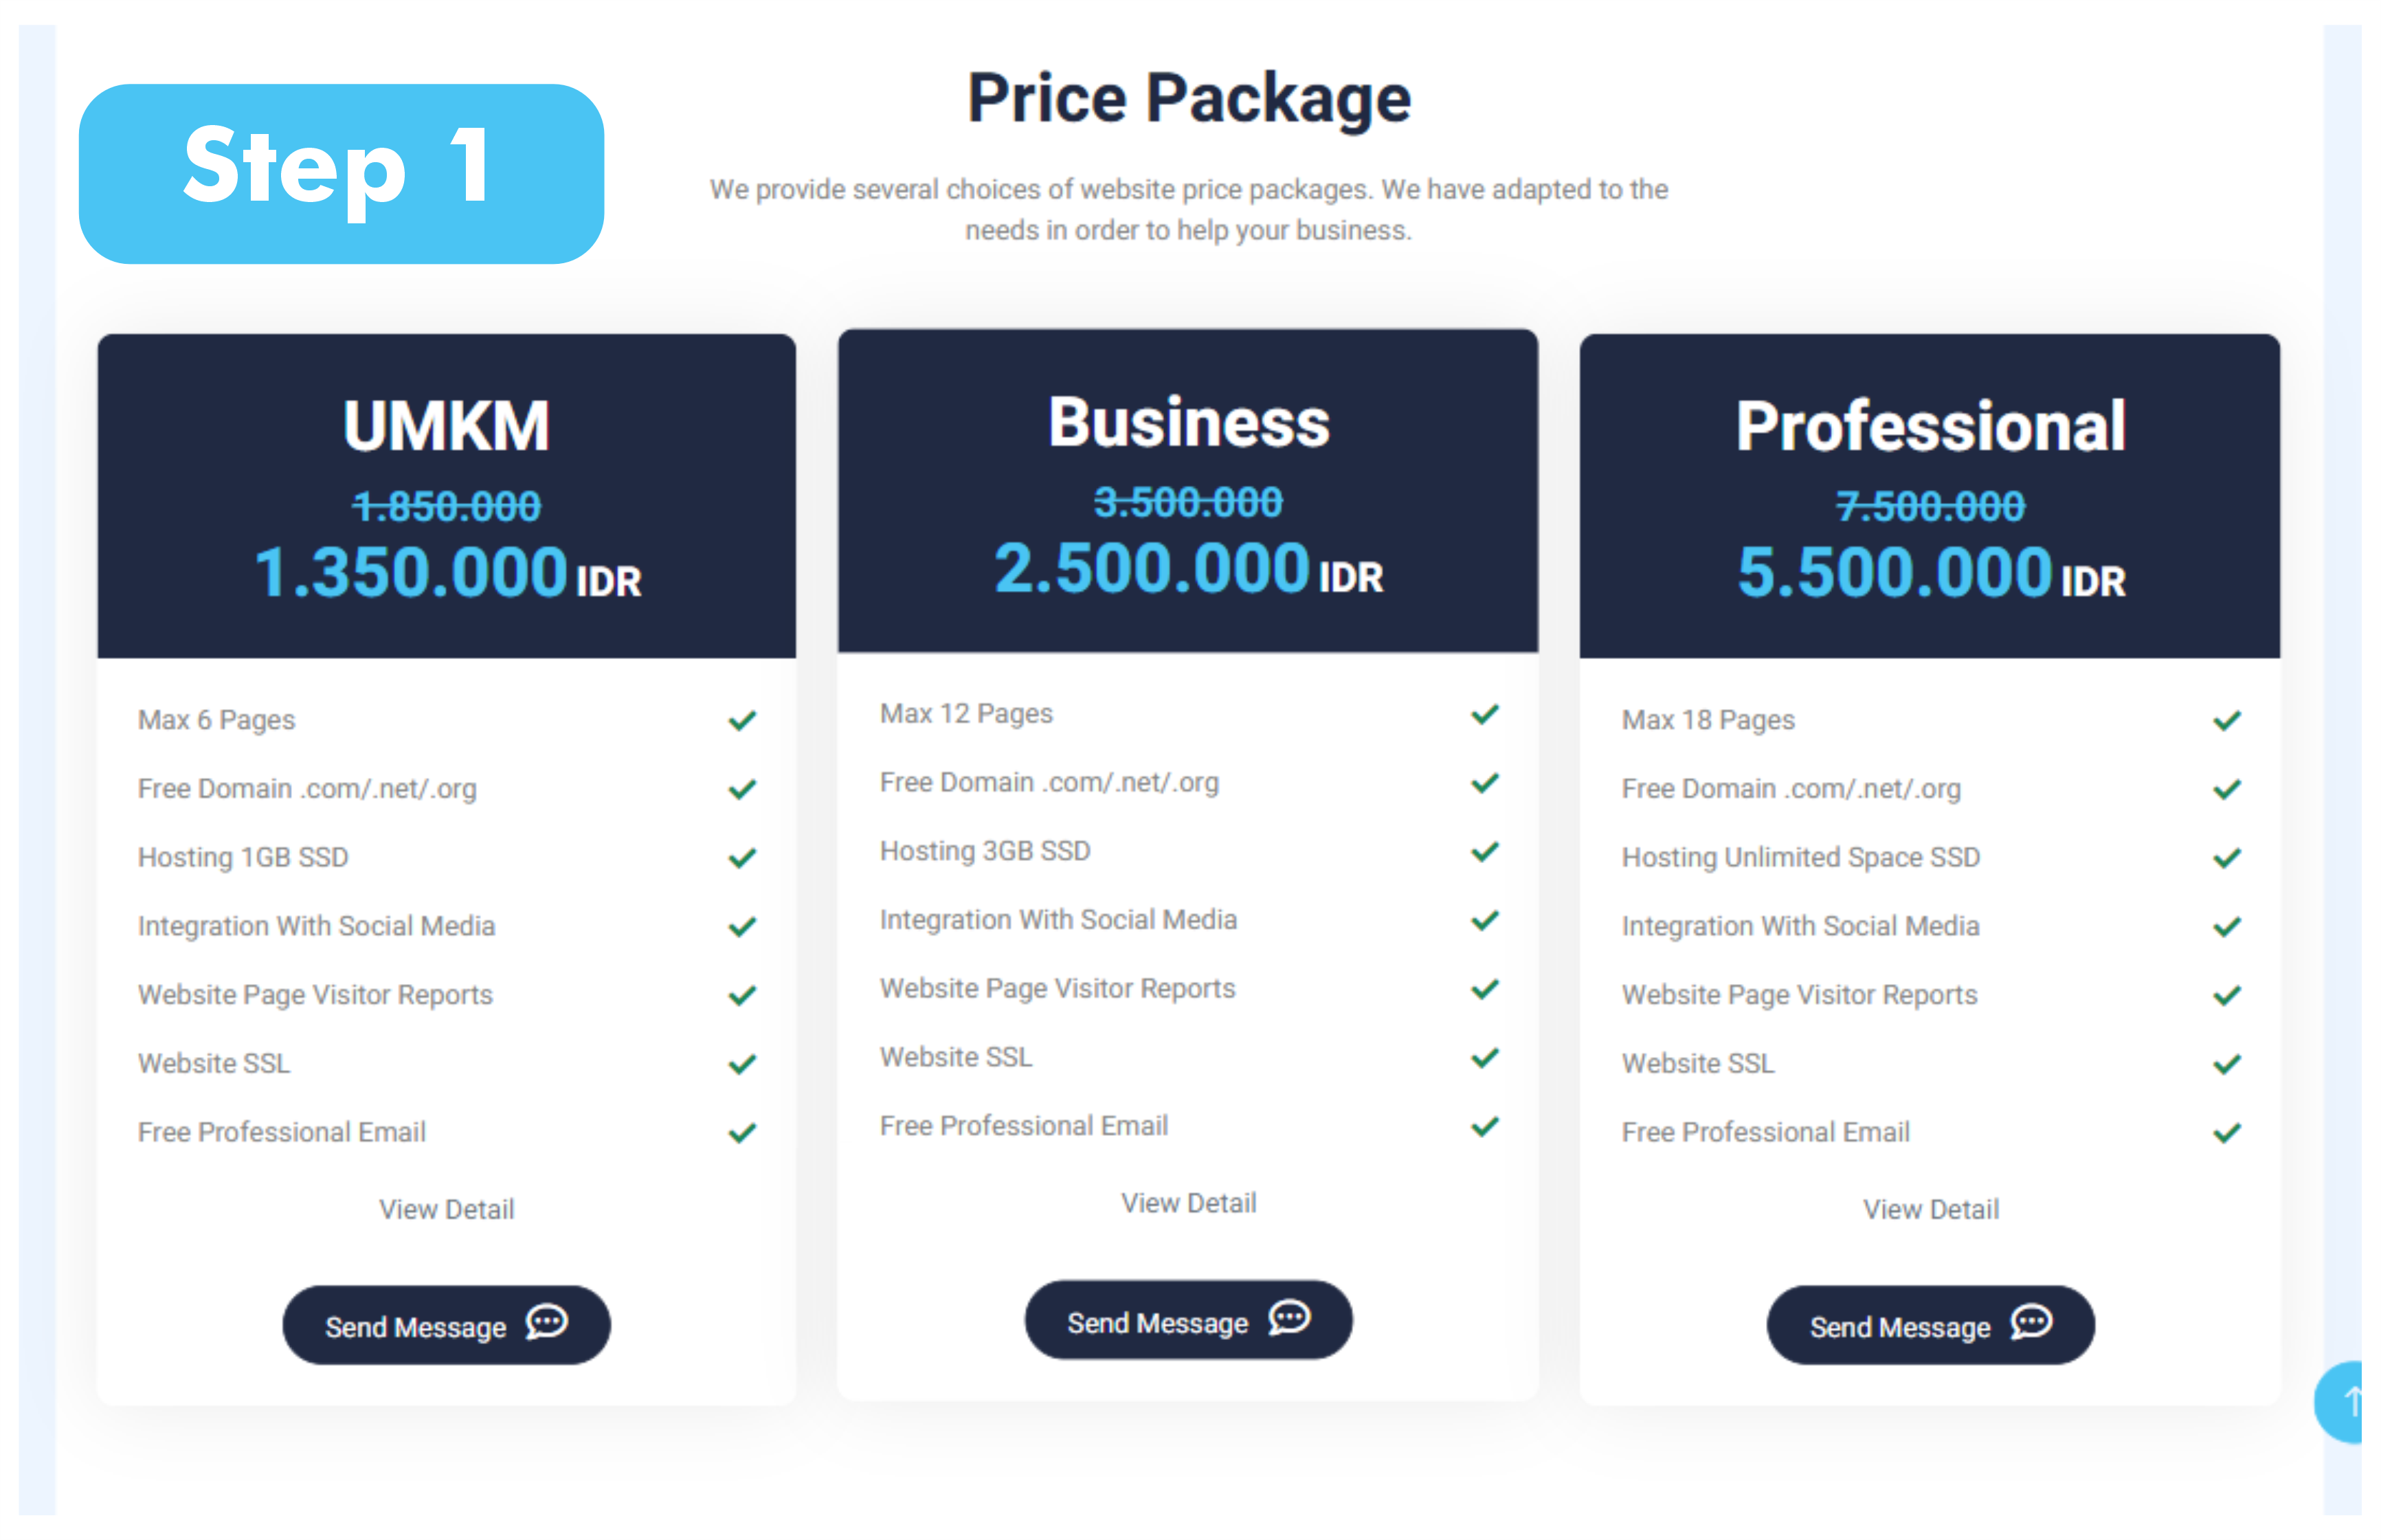 Step 1
Price Package
We provide several choices of website price packages. We have adapted to the
needs in order to help your business.
UMKM
1.850.000
1.350.000 IDR
Max 6 Pages
Free Domain .com/.net/.org
Hosting 1GB SSD
Integration With Social Media
Website Page Visitor Reports
Website SSL
Free Professional Email
View Detail
Send Message
Business
3.500.000
2.500.000 IDR
Max 12 Pages
Free Domain .com/.net/.org
Hosting 3GB SSD
Integration With Social Media
Website Page Visitor Reports
Website SSL
Free Professional Email
View Detail
Send Message
Professional
7.500.000
5.500.000 IDR
Max 18 Pages
Free Domain .com/.net/.org
Hosting Unlimited Space SSD
Integration With Social Media
Website Page Visitor Reports
Website SSL
Free Professional Email
View Detail
Send Message